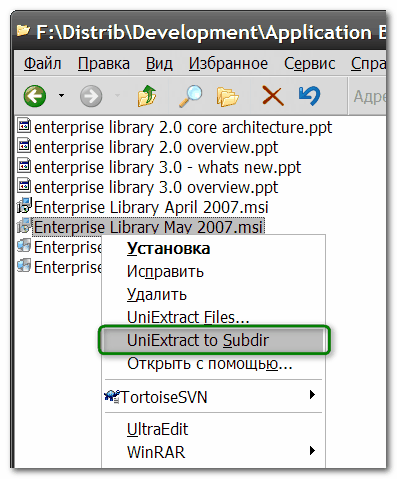 F:\Distrib\Development\Application B
Файл Правка Вид Избранное Сервис Спра
Адре
enterprise library 2.0 core architecture.ppt
enterprise library 2.0 overview.ppt
enterprise library 3.0 - whats new.ppt
enterprise library 3.0 overview.ppt
Enterprise Library April 2007.msi
Enterprise Library May 2007.msi
Enterprise
Enterprise
Установка
Исправить
Удалить
UniExtract Files...
UniExtract to Subdir
Открыть с помощью...
TortoiseSVN
UltraEdit
WinRAR